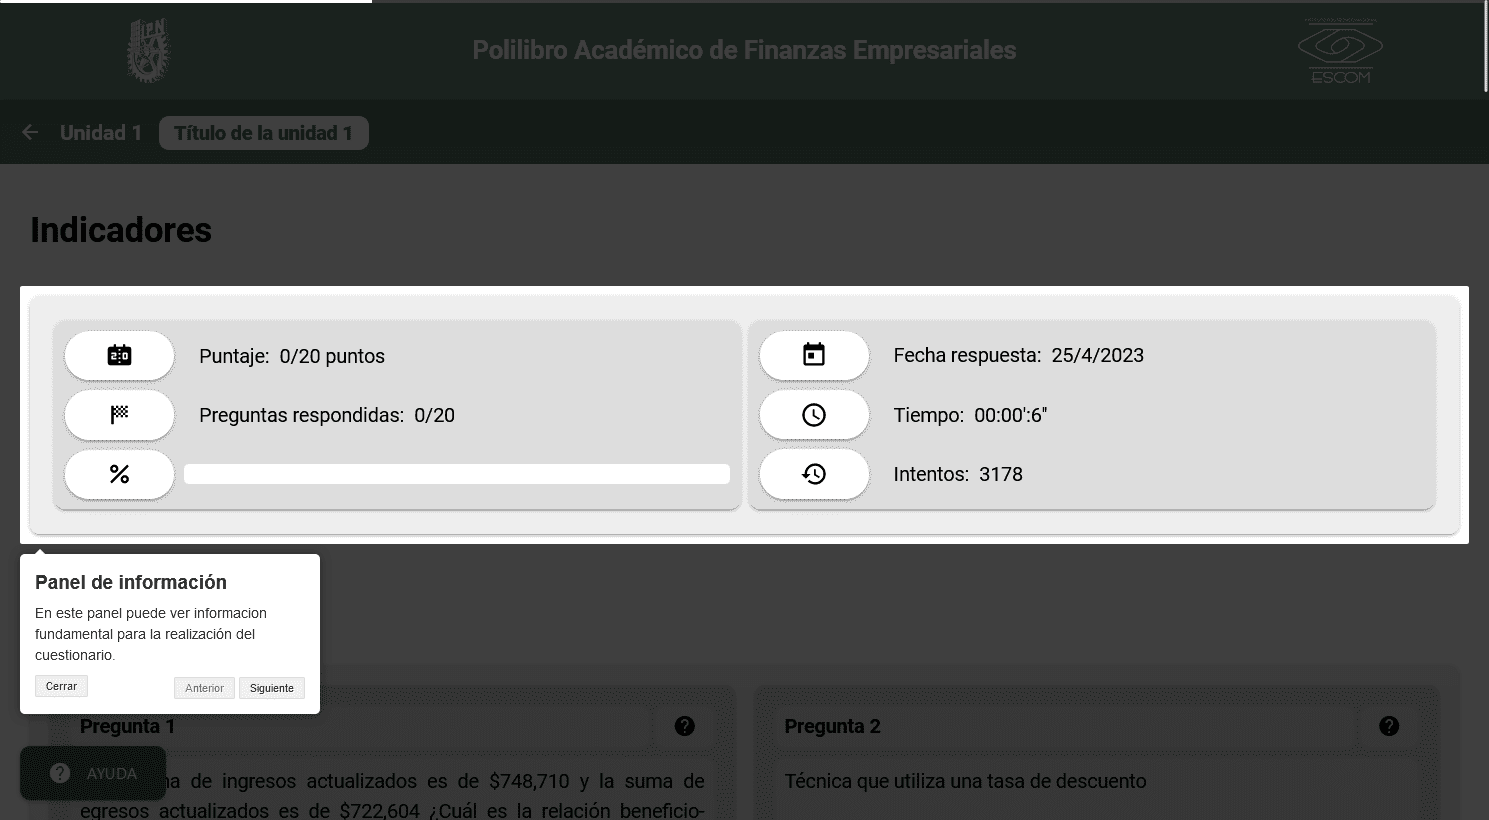 Polilibro Académico de Finanzas Empresariales
ESCOM
Unidad 1 Título de la unidad 1
Indicadores
2:0 Puntaje: 0/20 puntos
Preguntas respondidas: 0/20
%
Fecha respuesta: 25/4/2023
Tiempo: 00:00':6"
Intentos: 3178
Panel de información
En este panel puede ver informacion
fundamental para la realización del
cuestionario.
Cerrar Anterior Siguiente
Pregunta 1 ?
de ingresos actualizados es de $748,710 y la suma de
egresos actualizados es de $722,604 ¿Cuál es la relación beneficio-
Pregunta 2 ?
Técnica que utiliza una tasa de descuento
? AYUDA